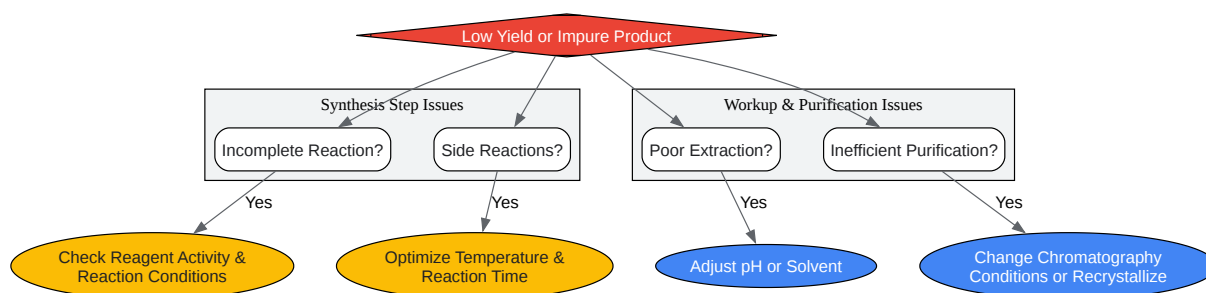 Low Yield or Impure Product
Synthesis Step Issues
Workup & Purification Issues
Incomplete Reaction?
Side Reactions?
Poor Extraction?
Inefficient Purification?
Yes
Yes
Yes
Yes
Check Reagent Activity &
Reaction Conditions
Optimize Temperature &
Reaction Time
Adjust pH or Solvent
Change Chromatography
Conditions or Recrystallize